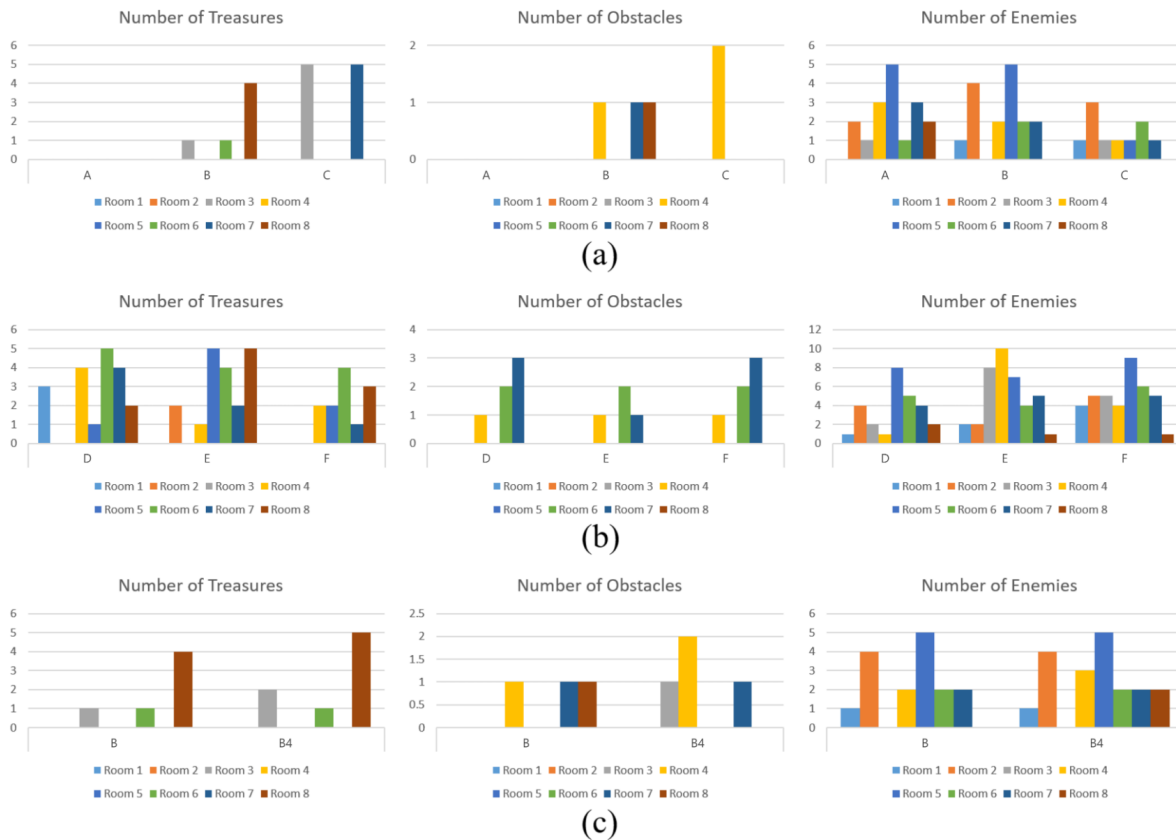 Number of Treasures
6
5
4
3
2
1
0
A B C
Room 1 Room 2 Room 3 Room 4
Room 5 Room 6 Room 7 Room 8
Number of Obstacles
2
1
0
A B C
Room 1 Room 2 Room 3 Room 4
Room 5 Room 6 Room 7 Room 8
Number of Enemies
6
5
4
3
2
1
0
A B C
Room 1 Room 2 Room 3 Room 4
Room 5 Room 6 Room 7 Room 8
(a)
Number of Treasures
6
5
4
3
2
1
0
D E F
Room 1 Room 2 Room 3 Room 4
Room 5 Room 6 Room 7 Room 8
Number of Obstacles
4
3
2
1
0
D E F
Room 1 Room 2 Room 3 Room 4
Room 5 Room 6 Room 7 Room 8
Number of Enemies
12
10
8
6
4
2
0
D E F
Room 1 Room 2 Room 3 Room 4
Room 5 Room 6 Room 7 Room 8
(b)
Number of Treasures
6
5
4
3
2
1
0
B B4
Room 1 Room 2 Room 3 Room 4
Room 5 Room 6 Room 7 Room 8
Number of Obstacles
2.5
2
1.5
1
0.5
0
B B4
Room 1 Room 2 Room 3 Room 4
Room 5 Room 6 Room 7 Room 8
Number of Enemies
6
5
4
3
2
1
0
B B4
Room 1 Room 2 Room 3 Room 4
Room 5 Room 6 Room 7 Room 8
(c)